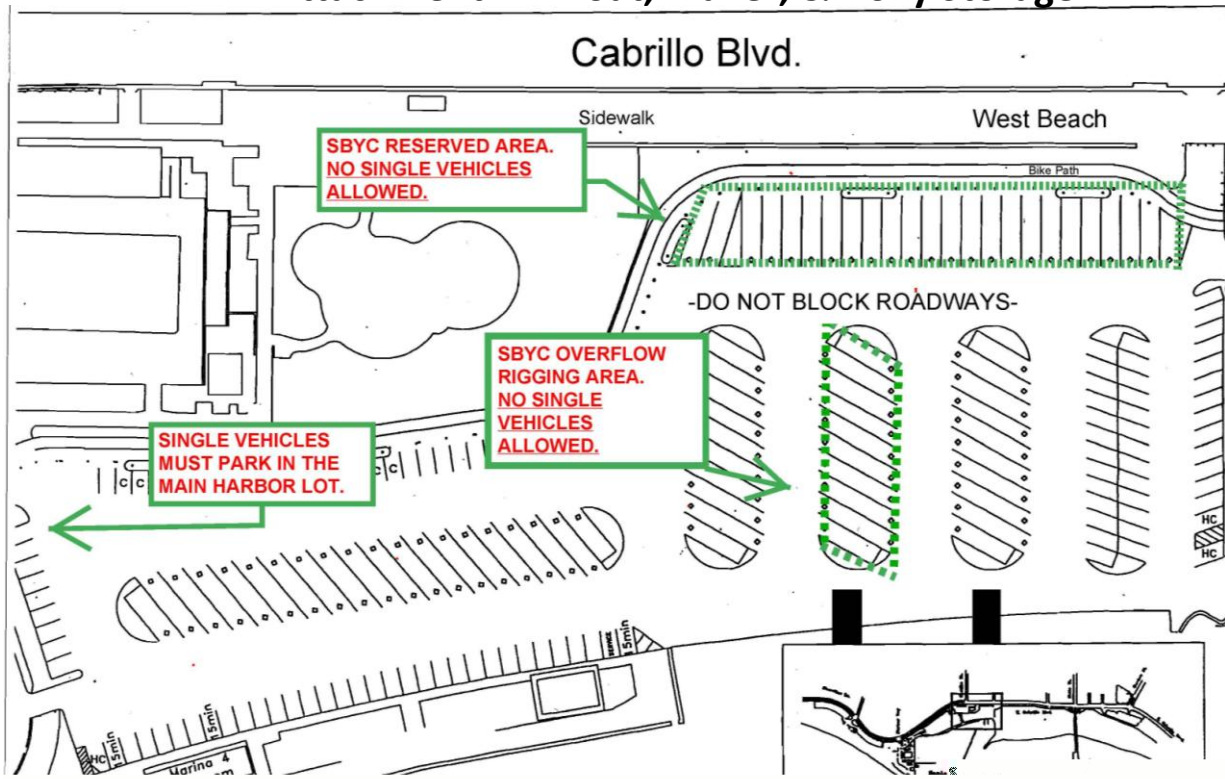 Cabrillo Blvd.
Sidewalk
West Beach
SBYC RESERVED AREA.
NO SINGLE VEHICLES
ALLOWED.
Bike Path
-DO NOT BLOCK ROADWAYS-
SBYC OVERFLOW
RIGGING AREA.
NO SINGLE
VEHICLES
ALLOWED.
SINGLE VEHICLES
MUST PARK IN THE
MAIN HARBOR LOT.
C C
C C
HC
HC
15min
15min
15min
HC
Marina 4